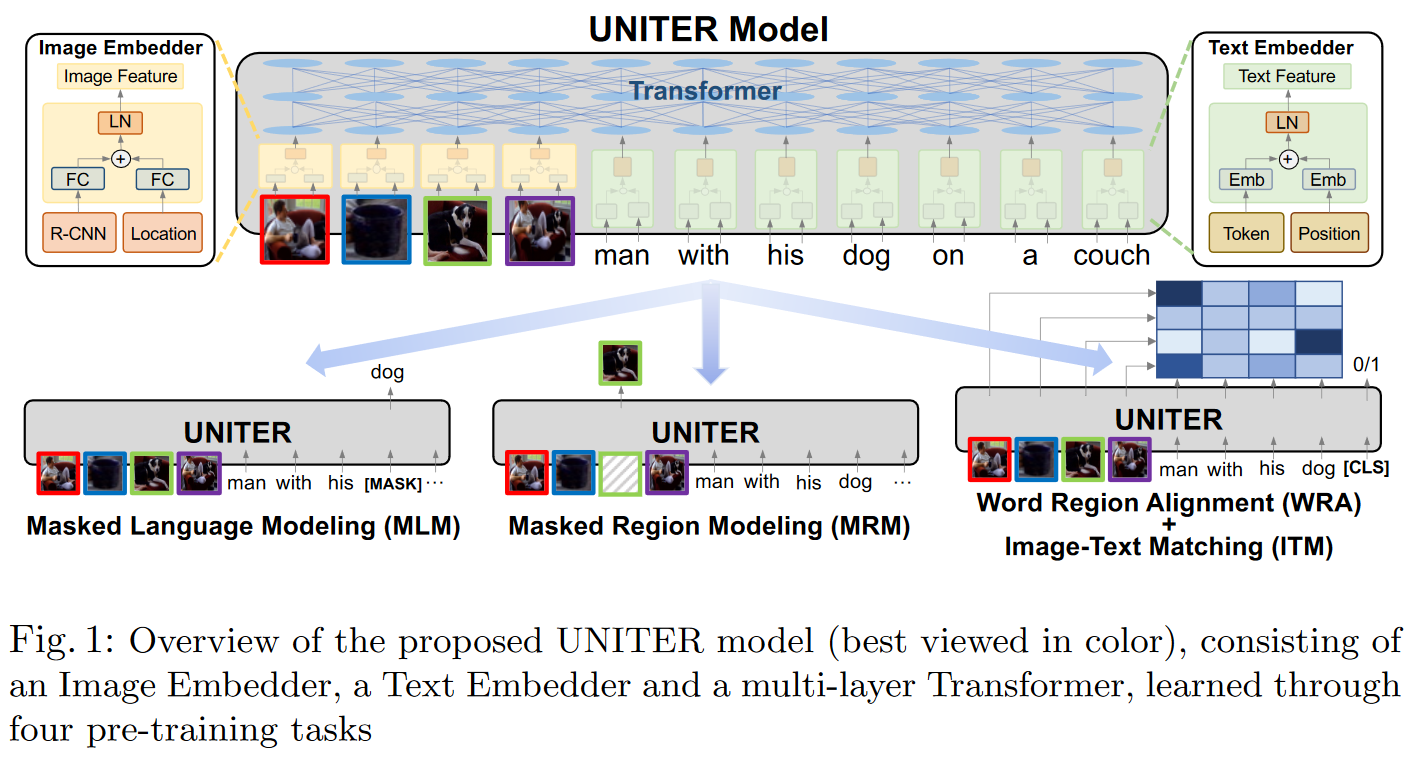 UNITER Model
Image Embedder
Image Feature
LN
+
FC FC
R-CNN Location
Transformer
man with his dog on a couch
Text Embedder
Text Feature
LN
+
Emb Emb
Token Position
dog
UNITER
man with his [MASK] ...
Masked Language Modeling (MLM)
UNITER
man with his dog ...
Masked Region Modeling (MRM)
0/1
UNITER
man with his dog [CLS]
Word Region Alignment (WRA)
+
Image-Text Matching (ITM)
Fig. 1: Overview of the proposed UNITER model (best viewed in color), consisting of
an Image Embedder, a Text Embedder and a multi-layer Transformer, learned through
four pre-training tasks